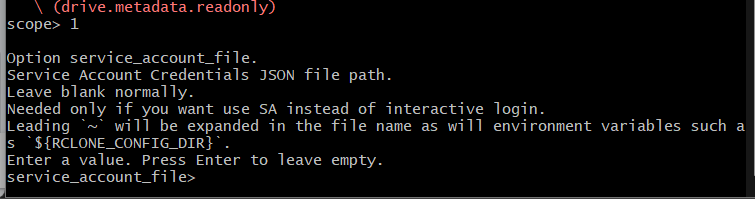 \ (drive.metadata.readonly)
scope> 1
Option service_account_file.
Service Account Credentials JSON file path.
Leave blank normally.
Needed only if you want use SA instead of interactive login.
Leading `~` will be expanded in the file name as will environment variables such a
s `${RCLONE_CONFIG_DIR}`.
Enter a value. Press Enter to leave empty.
service_account_file>